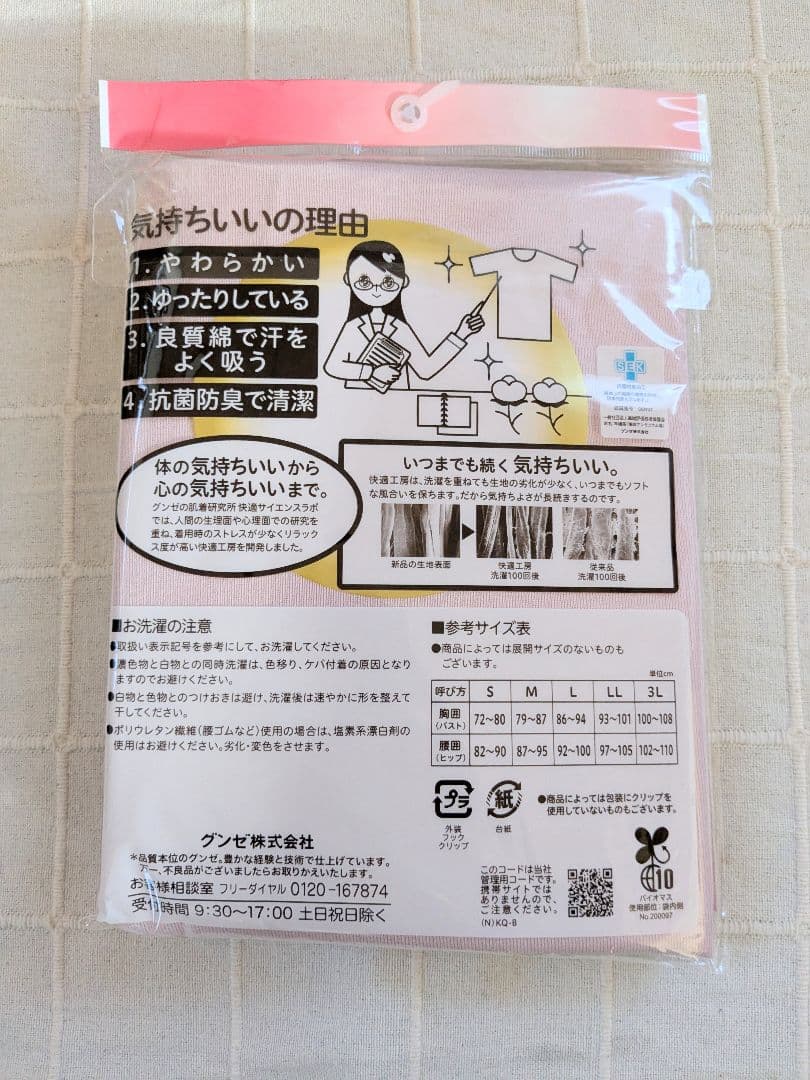 気持ちいいの理由
1. やわらかい
2. ゆったりしている
3. 良質綿で汗を
よく吸う
4. 抗菌防臭で清潔
SEK
体の気持ちいいから
心の気持ちいいまで。
グンゼの肌着研究所 快適サイエンスラボ
では、人間の生理面や心理面での研究を
重ね、着用時のストレスが少なくリラック
ス度が高い快適工房を開発しました。
いつまでも続く気持ちいい。
快適工房は、洗濯を重ねても生地の劣化が少なく、いつまでもソフト
な風合いを保ちます。だから気持ちよさが長続きするのです。
新品の生地表面
快適工房
洗濯100回後
従来品
洗濯100回後
■お洗濯の注意
●取扱い表示記号を参考にして、お洗濯してください。
●濃色物と白物との同時洗濯は、色移り、ケバ付着の原因となり
ますのでお避けください。
●白物と色物とのつけおきは避け、洗濯後は速やかに形を整えて
干してください。
●ポリウレタン繊維(腰ゴムなど)使用の場合は、塩素系漂白剤の
使用はお避けください。劣化・変色をさせます。
■参考サイズ表
●商品によっては展開サイズのないものも
ございます。
単位cm
呼び方 S M L LL 3L
胸囲(バスト) 72~80 79~87 86~94 93~101 100~108
腰囲(ヒップ) 82~90 87~95 92~100 97~105 102~110
プラ
外装
フック
クリップ
紙
台紙
●商品によっては包装にクリップを
使用していないものもございます。
グンゼ株式会社
*品質本位のグンゼ。豊かな経験と技術で仕上げています。
万一、不良品がございましたらお取りかえいたします。
お客様相談室 フリーダイヤル 0120-167874
受付時間 9:30~17:00 土日祝日除く
このコードは当社
管理用コードです。
携帯サイトでは
ありませんので、
ご注意ください。
(N)KQ-B
10
バイオマス
使用部位:袋内側
No.200097